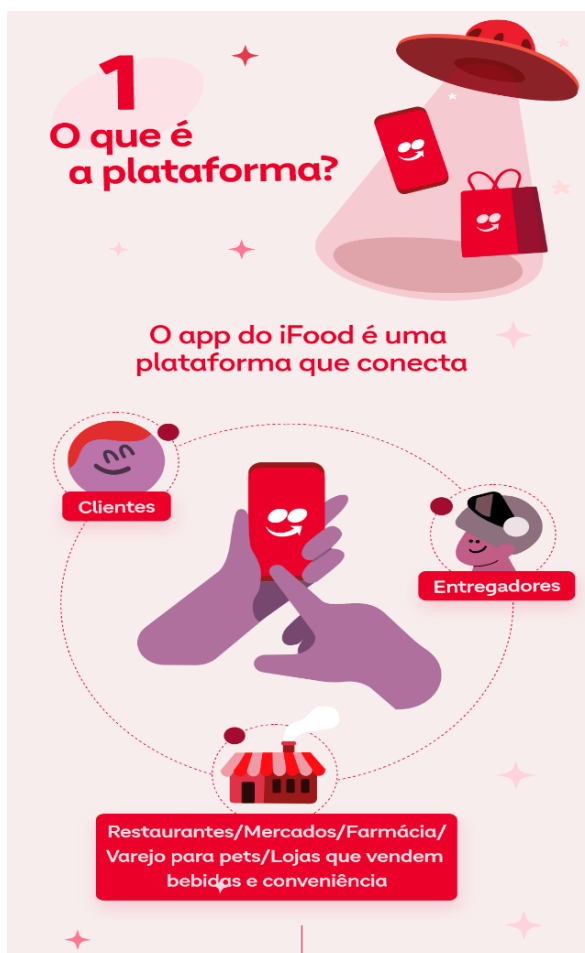 1
O que é
a plataforma?
O app do iFood é uma
plataforma que conecta
Clientes
Entregadores
Restaurantes/Mercados/Farmácia/
Varejo para pets/Lojas que vendem
bebidas e conveniência